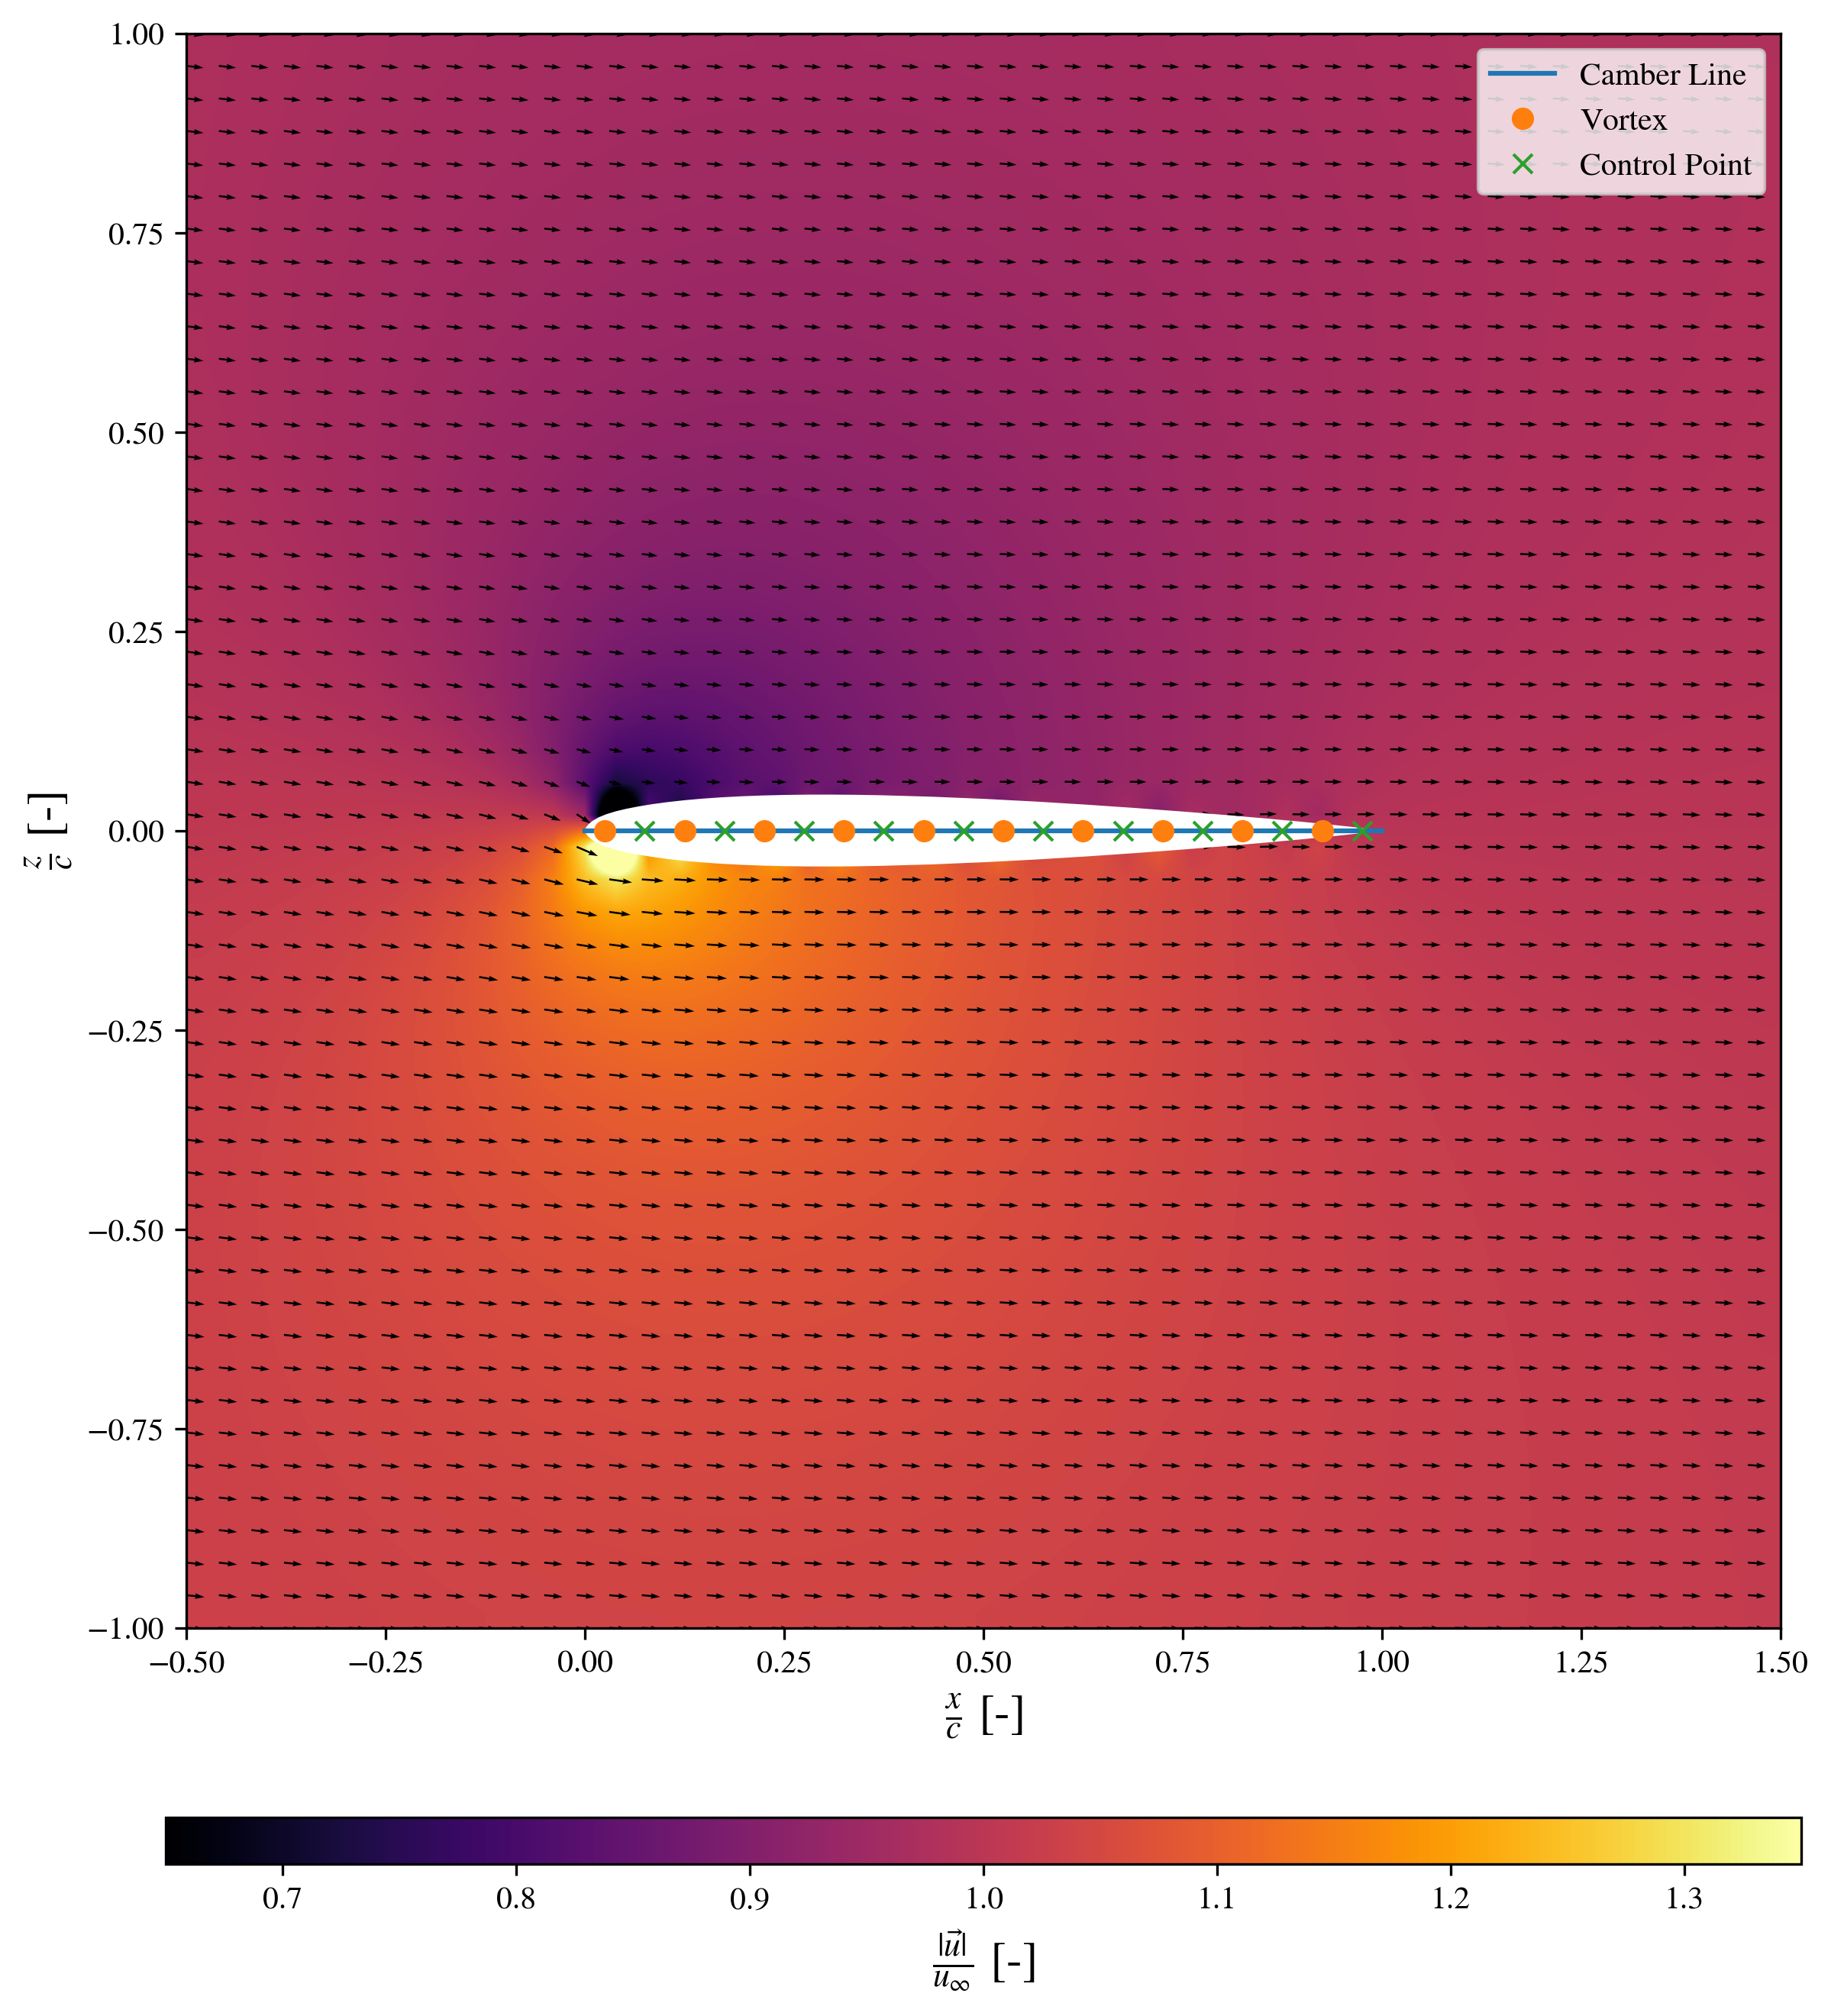 1.00
0.75
0.50
0.25
0.00
−0.25
−0.50
−0.75
−1.00
z/c [-]
Camber Line
Vortex
Control Point
−0.50 −0.25 0.00 0.25 0.50 0.75 1.00 1.25 1.50
x/c [-]
0.7 0.8 0.9 1.0 1.1 1.2 1.3
|u⃗|/u∞ [-]